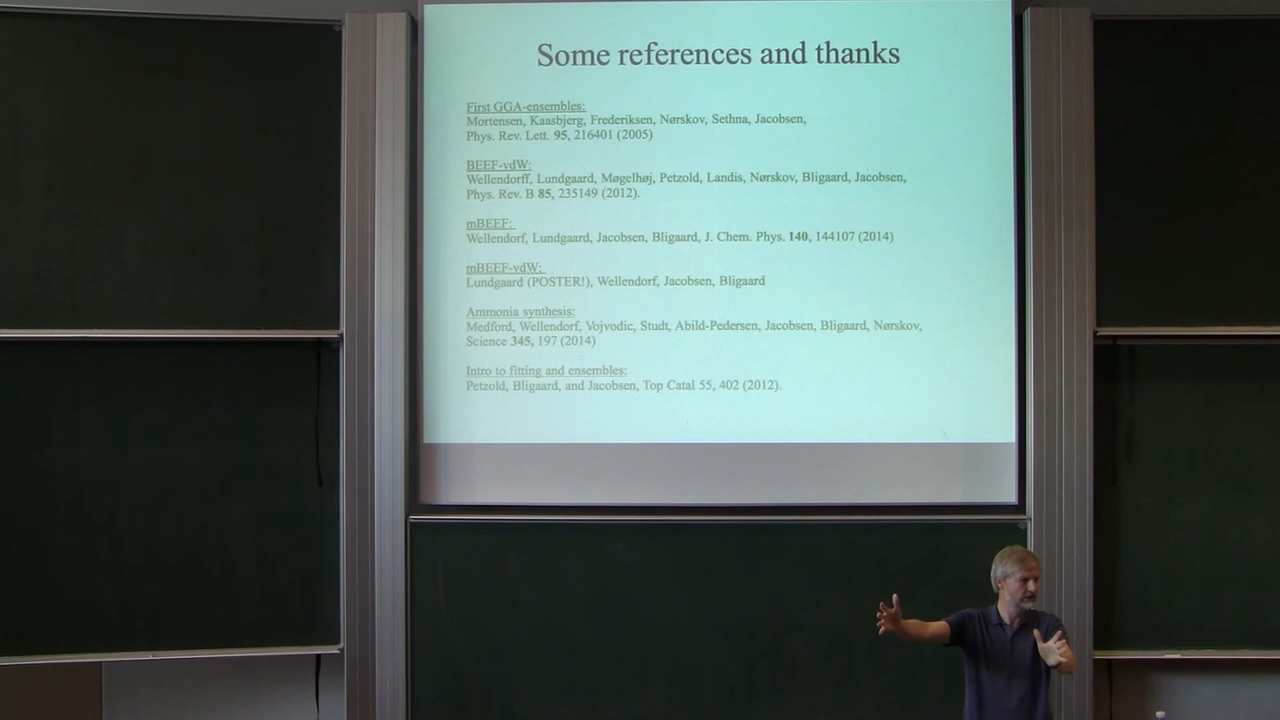 Some references and thanks
First GGA-ensembles:
Mortensen, Kaasbjerg, Frederiksen, Nørskov, Sethna, Jacobsen,
Phys. Rev. Lett. 95, 216401 (2005)
BEEF-vdW:
Wellendorff, Lundgaard, Møgelhøj, Petzold, Landis, Nørskov, Bligaard, Jacobsen,
Phys. Rev. B 85, 235149 (2012).
mBEEF:
Wellendorf, Lundgaard, Jacobsen, Bligaard, J. Chem. Phys. 140, 144107 (2014)
mBEEF-vdW:
Lundgaard (POSTER!), Wellendorf, Jacobsen, Bligaard
Ammonia synthesis:
Medford, Wellendorf, Vojvodic, Studt, Abild-Pedersen, Jacobsen, Bligaard, Nørskov,
Science 345, 197 (2014)
Intro to fitting and ensembles:
Petzold, Bligaard, and Jacobsen, Top Catal 55, 402 (2012).